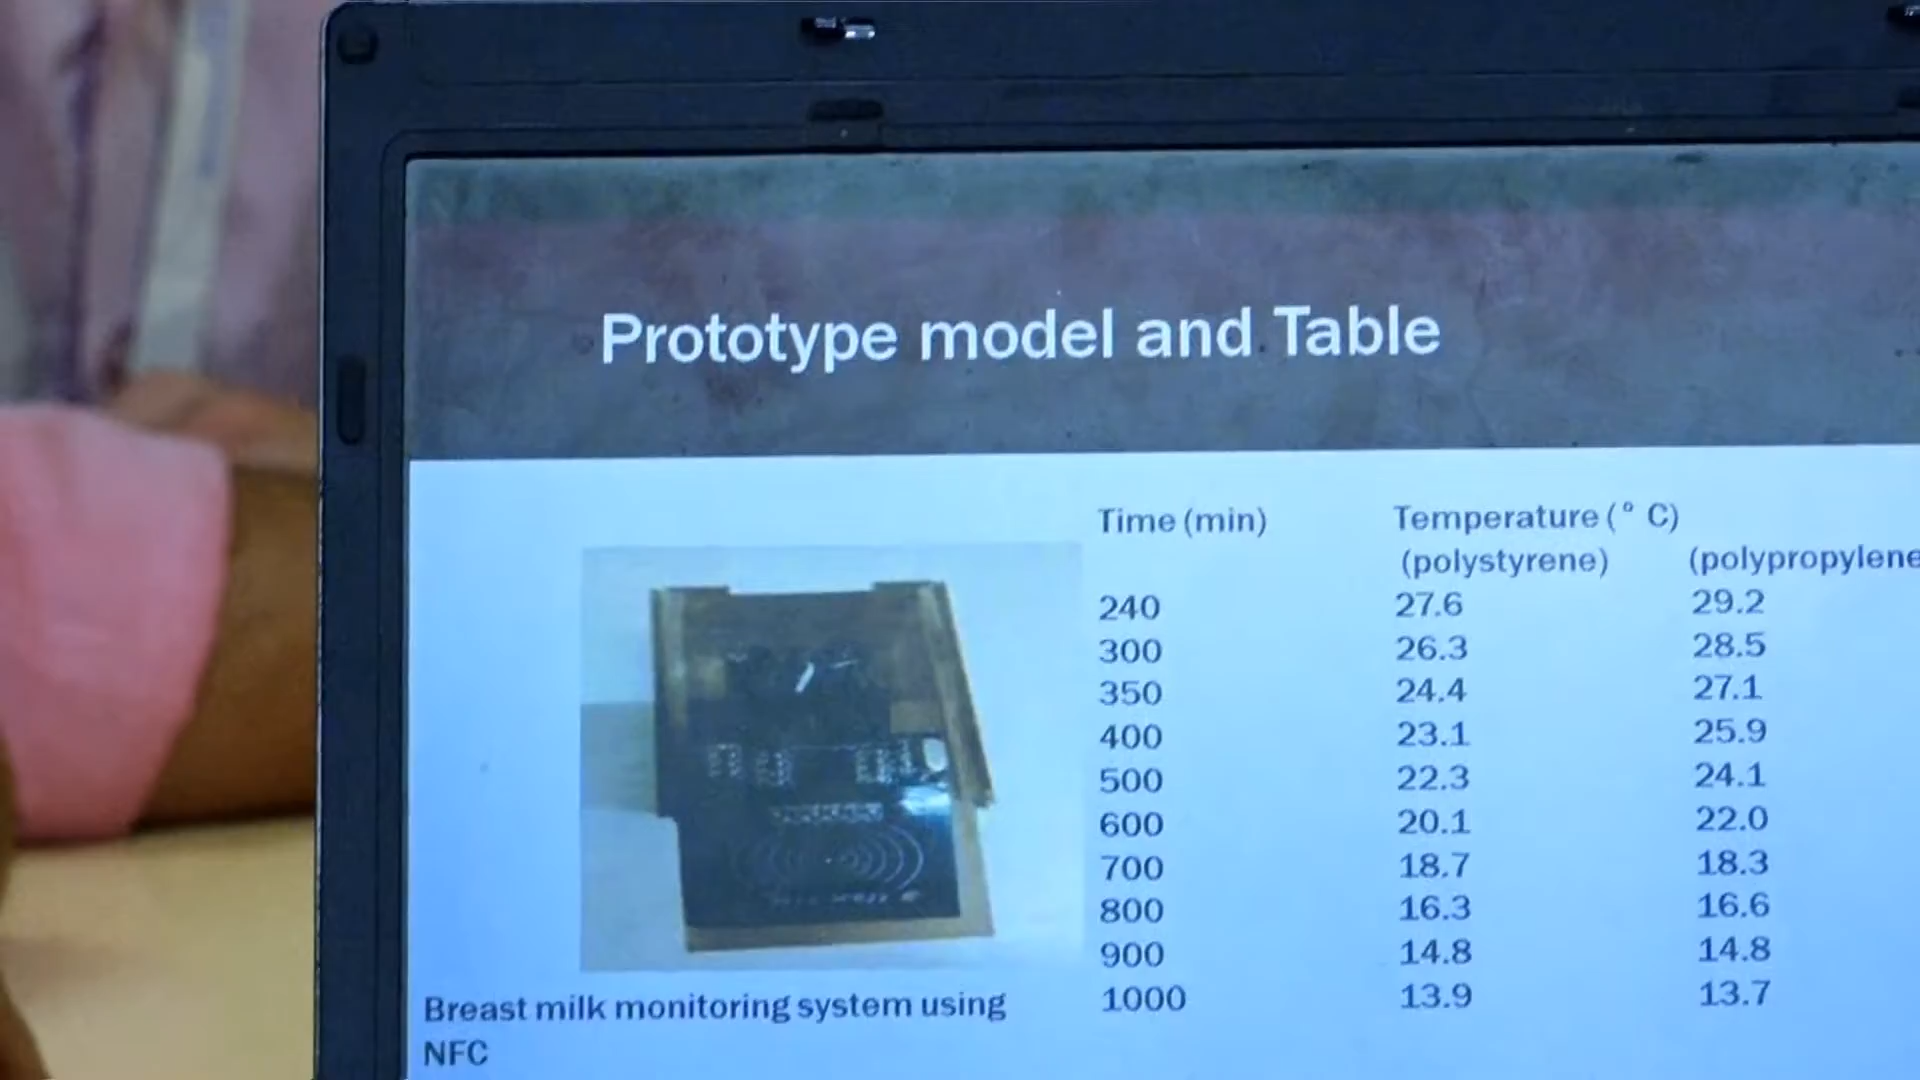 Prototype model and Table
Time (min) Temperature (° C)
(polystyrene) (polypropylene
240 27.6 29.2
300 26.3 28.5
350 24.4 27.1
400 23.1 25.9
500 22.3 24.1
600 20.1 22.0
700 18.7 18.3
800 16.3 16.6
900 14.8 14.8
1000 13.9 13.7
Breast milk monitoring system using
NFC